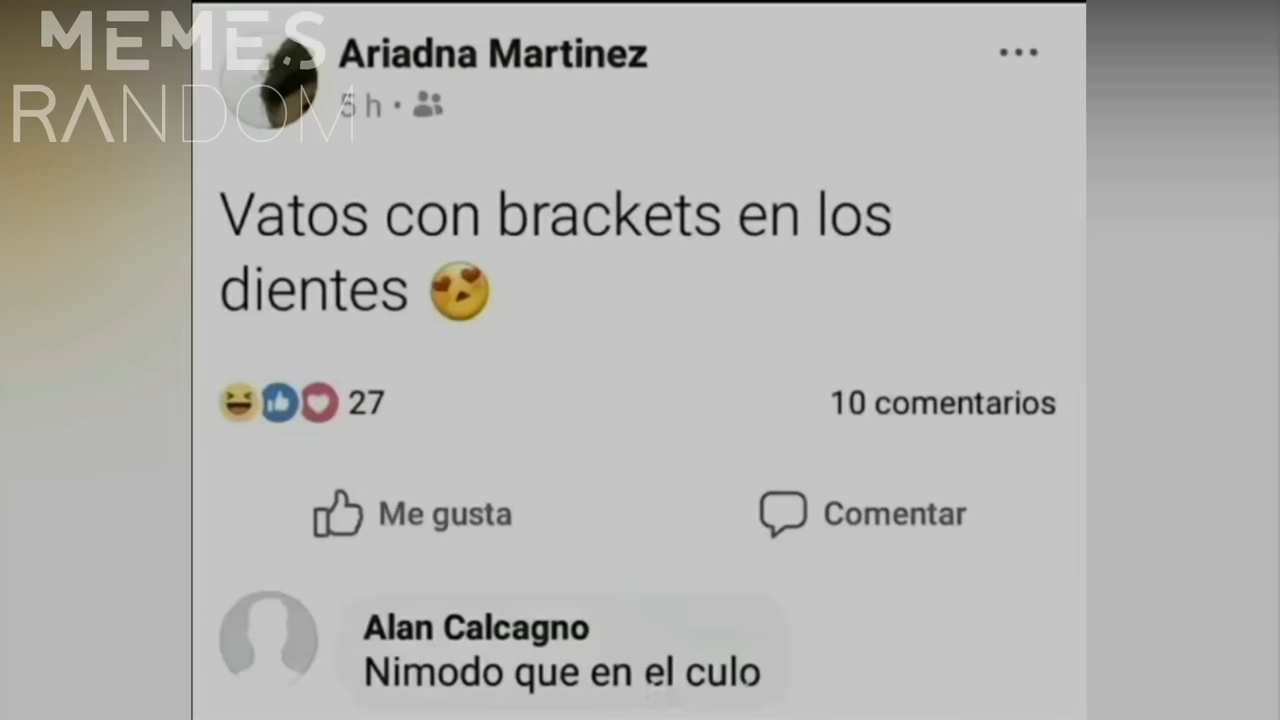 MEMES
RANDOM
Ariadna Martinez
5 h
Vatos con brackets en los
dientes
27
10 comentarios
Me gusta
Comentar
Alan Calcagno
Nimodo que en el culo